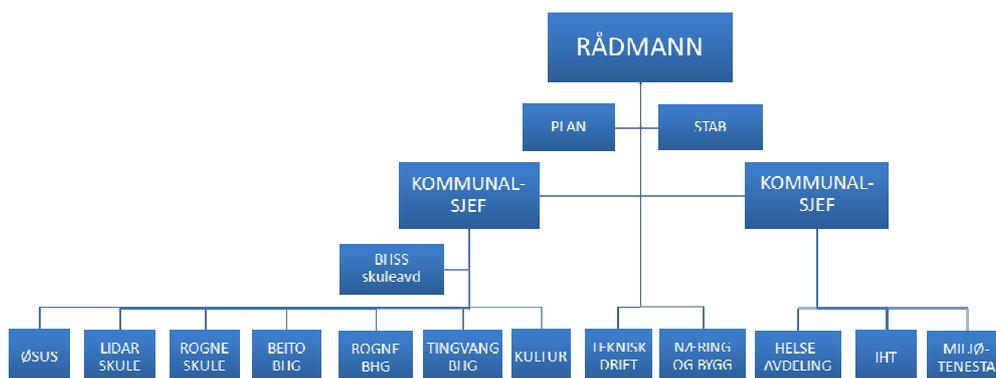 RÅDMANN
PLAN
STAB
KOMMUNAL-
SJEF
KOMMUNAL-
SJEF
BHSS
skuleavd
ØSUS
LIDAR
SKULE
ROGNE
SKULE
BEITO
BHG
ROGNE
BHG
TINGVANG
BHG
KULTUR
TEKNISK
DRIFT
NÆRING
OG BYGG
HELSE
AVDELING
IHT
MILJØ-
TENESTA